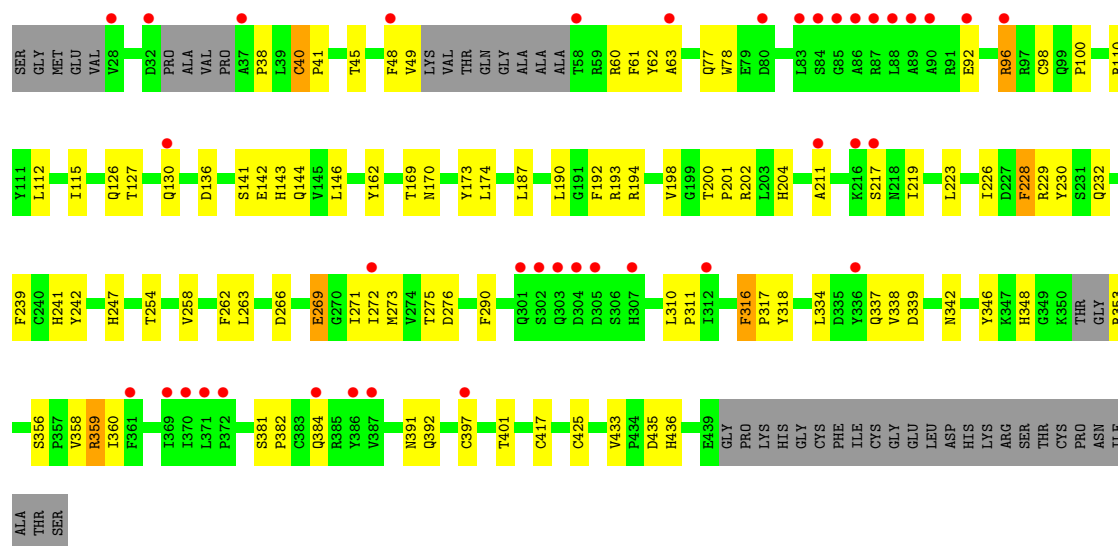 SER GLY MET GLU VAL V28 D32 PRO ALA VAL PRO A37 P38 L39 C40 P41 T45 F48 V49 LYS VAL THR GLN GLY ALA ALA ALA T58 R59 R60 F61 Y62 A63 Q77 W78 E79 D80 L83 S84 G85 A86 R87 L88 A89 A90 R91 E92 R96 R97 C98 Q99 P100
Y111 L112 I115 Q126 T127 Q130 D136 S141 E142 H143 Q144 V145 L146 Y162 T169 N170 Y173 L174 L187 L190 G191 F192 R193 R194 V198 G199 T200 P201 R202 L203 H204 A211 K216 S217 N218 I219 L223 I226 D227 F228 R229 Y230 S231 Q232
F239 C240 H241 Y242 H247 T254 V258 F262 L263 D266 E269 G270 I271 I272 M273 V274 T275 D276 F290 Q301 S302 Q303 D304 D305 S306 H307 L310 P311 I312 F316 P317 Y318 L334 D335 Y336 Q337 V338 D339 N342 Y346 K347 H348 G349 K350 THR GLY
S356 P357 V358 R359 I360 F361 I369 I370 L371 P372 S381 P382 C383 Q384 R385 Y386 V387 N391 Q392 C397 T401 C417 C425 V433 P434 D435 H436 E439 GLY PRO LYS HIS GLY CYS PHE ILE CYS GLY GLU LEU ASP HIS LYS ARG SER THR CYS PRO ASN ILE
ALA THR SER